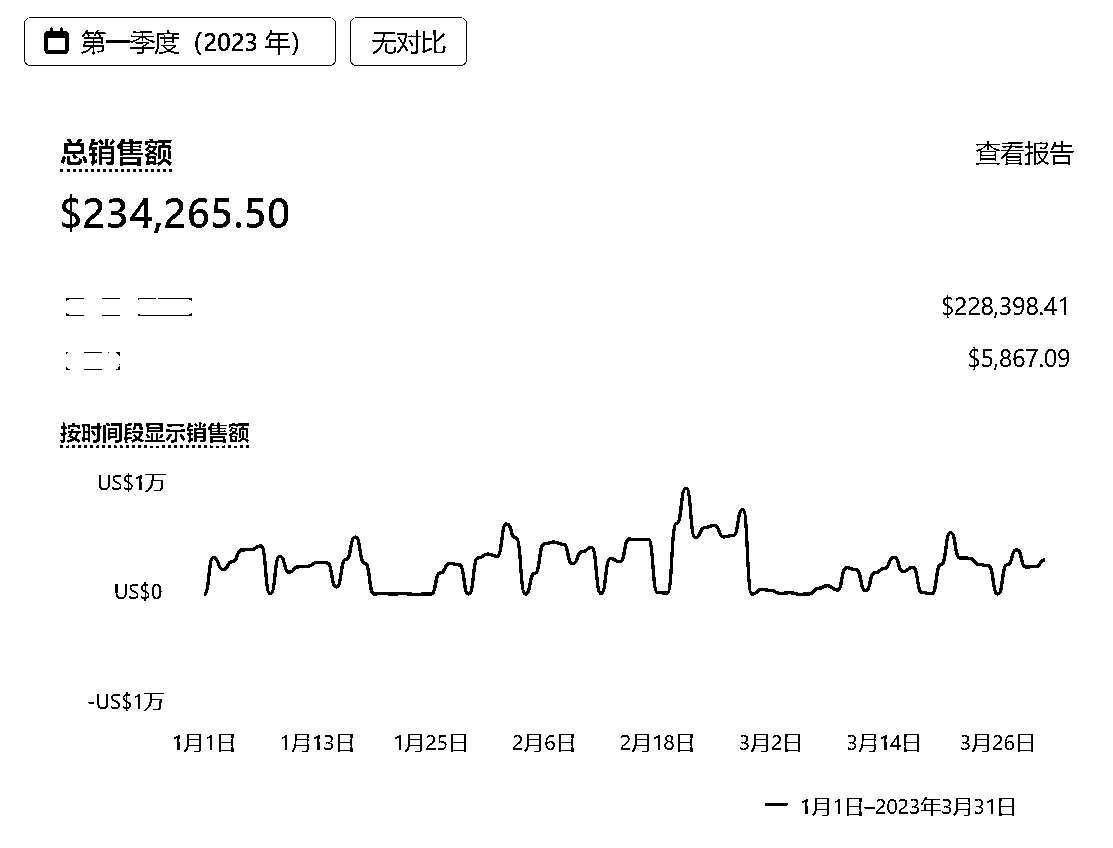 第一季度（2023 年） 无对比
总销售额 查看报告
$234,265.50
$228,398.41
$5,867.09
按时间段显示销售额
US$1万
US$0
-US$1万
1月1日 1月13日 1月25日 2月6日 2月18日 3月2日 3月14日 3月26日
1月1日–2023年3月31日